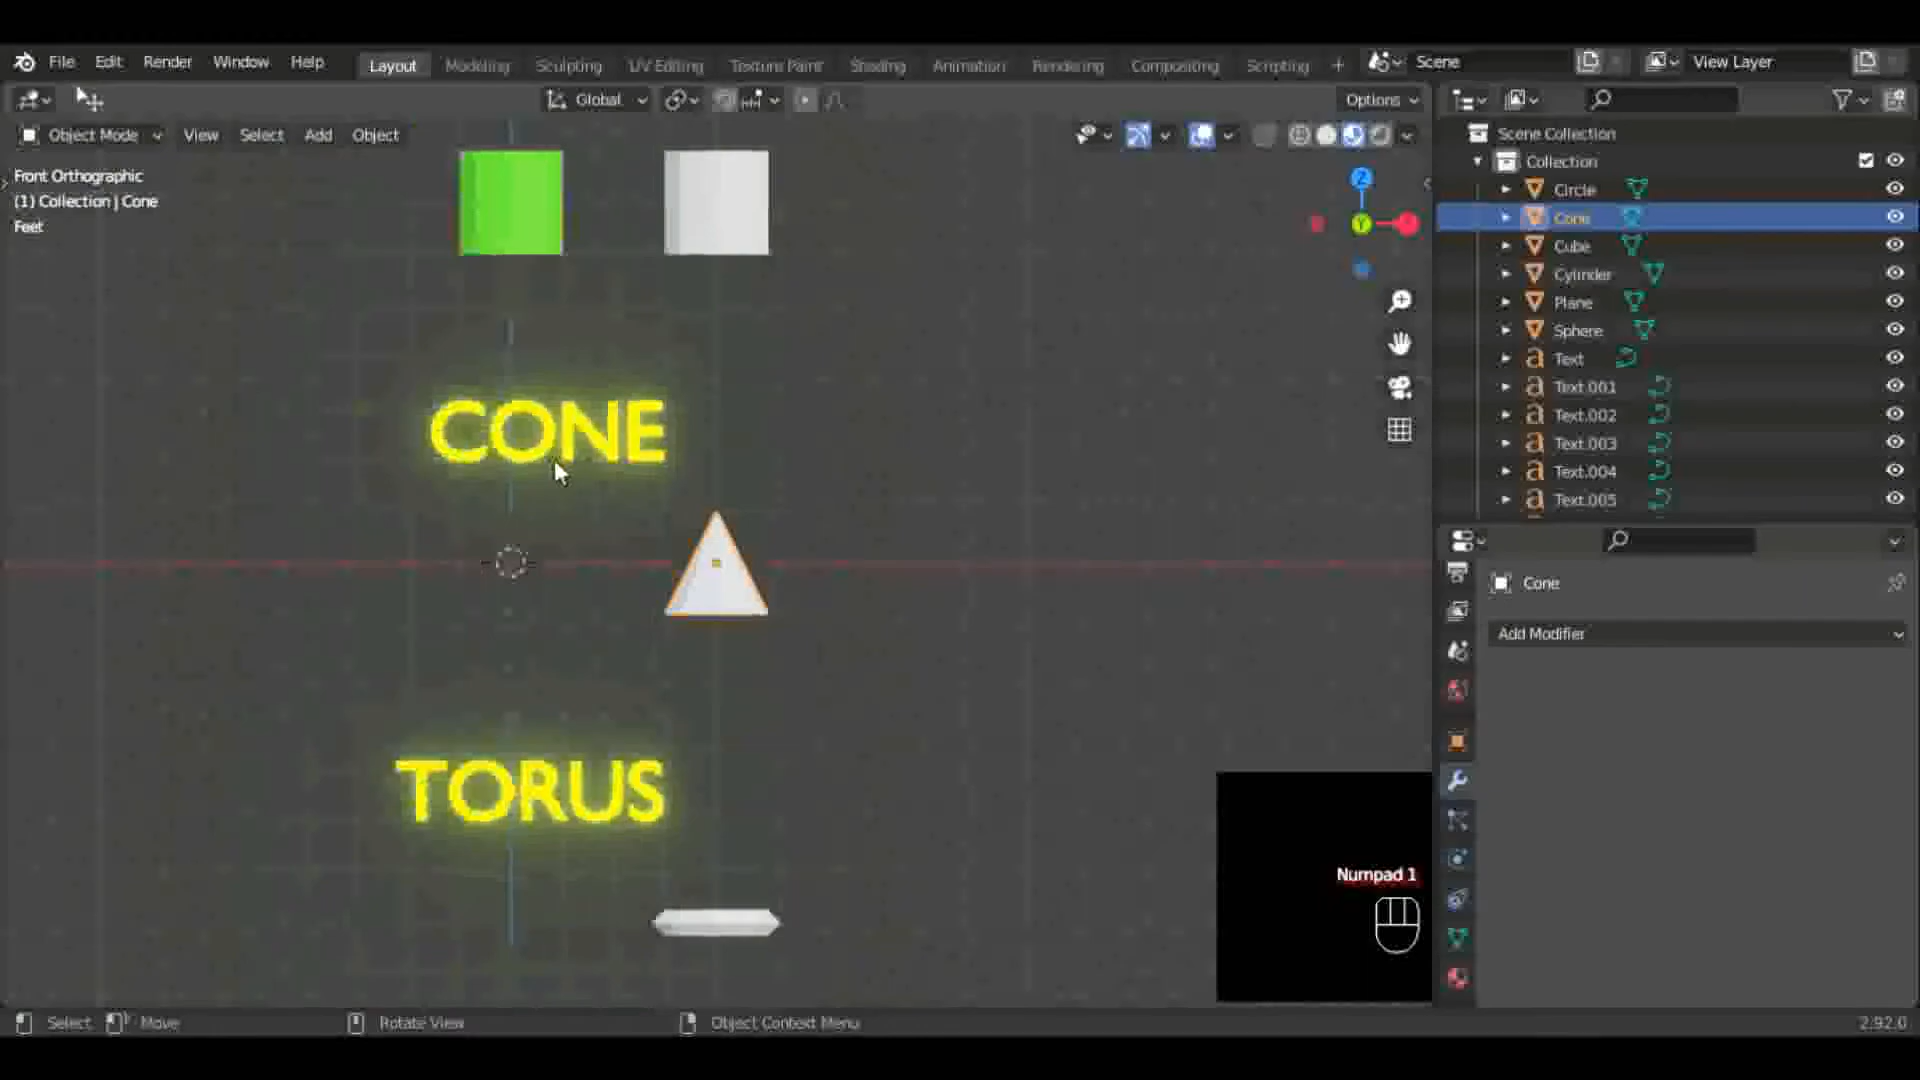 File Edit Render Window Help Layout Modeling Sculpting UV Editing Texture Paint Shading Animation Rendering Compositing Scripting + Scene View Layer
Global Options
Object Mode View Select Add Object
Front Orthographic
(1) Collection | Cone
Feet
Z
Y
CONE
TORUS
Numpad 1
Scene Collection
Collection
Circle
Cone
Cube
Cylinder
Plane
Sphere
Text
Text.001
Text.002
Text.003
Text.004
Text.005
Cone
Add Modifier
Select Move Rotate View Object Context Menu 2.92.0